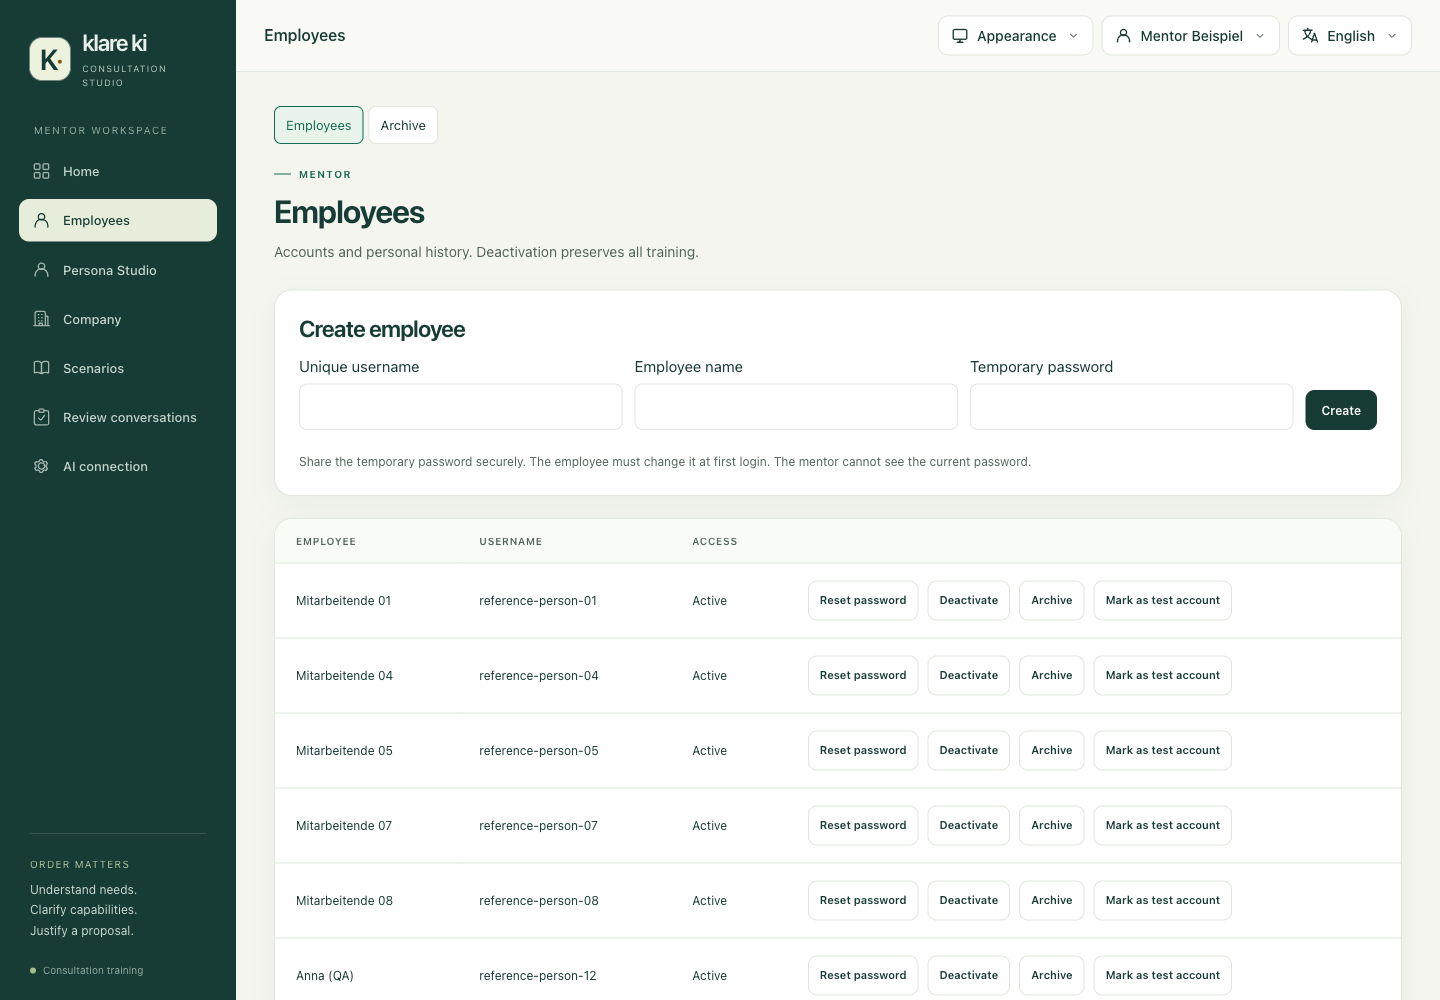 K.
klare ki
CONSULTATION
STUDIO
MENTOR WORKSPACE
Home
Employees
Persona Studio
Company
Scenarios
Review conversations
AI connection
ORDER MATTERS
Understand needs.
Clarify capabilities.
Justify a proposal.
Consultation training
Employees
Appearance
Mentor Beispiel
English
Employees
Archive
MENTOR
Employees
Accounts and personal history. Deactivation preserves all training.
Create employee
Unique username
Employee name
Temporary password
Create
Share the temporary password securely. The employee must change it at first login. The mentor cannot see the current password.
EMPLOYEE USERNAME ACCESS
Mitarbeitende 01 reference-person-01 Active Reset password Deactivate Archive Mark as test account
Mitarbeitende 04 reference-person-04 Active Reset password Deactivate Archive Mark as test account
Mitarbeitende 05 reference-person-05 Active Reset password Deactivate Archive Mark as test account
Mitarbeitende 07 reference-person-07 Active Reset password Deactivate Archive Mark as test account
Mitarbeitende 08 reference-person-08 Active Reset password Deactivate Archive Mark as test account
Anna (QA) reference-person-12 Active Reset password Deactivate Archive Mark as test account